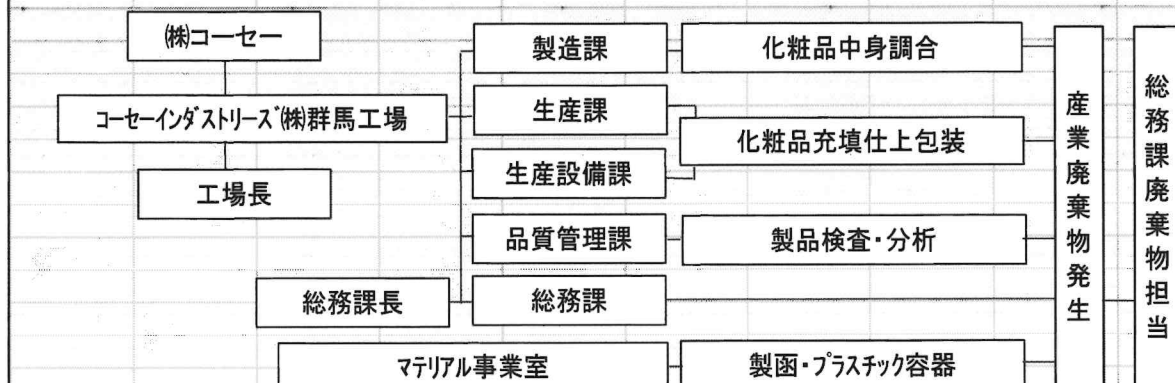 ㈱コーセー
コーセーインダストリーズ㈱群馬工場
工場長
総務課長
製造課
生産課
生産設備課
品質管理課
総務課
マテリアル事業室
化粧品中身調合
化粧品充填仕上包装
製品検査・分析
製函・プラスチック容器
産業廃棄物発生
総務課廃棄物担当